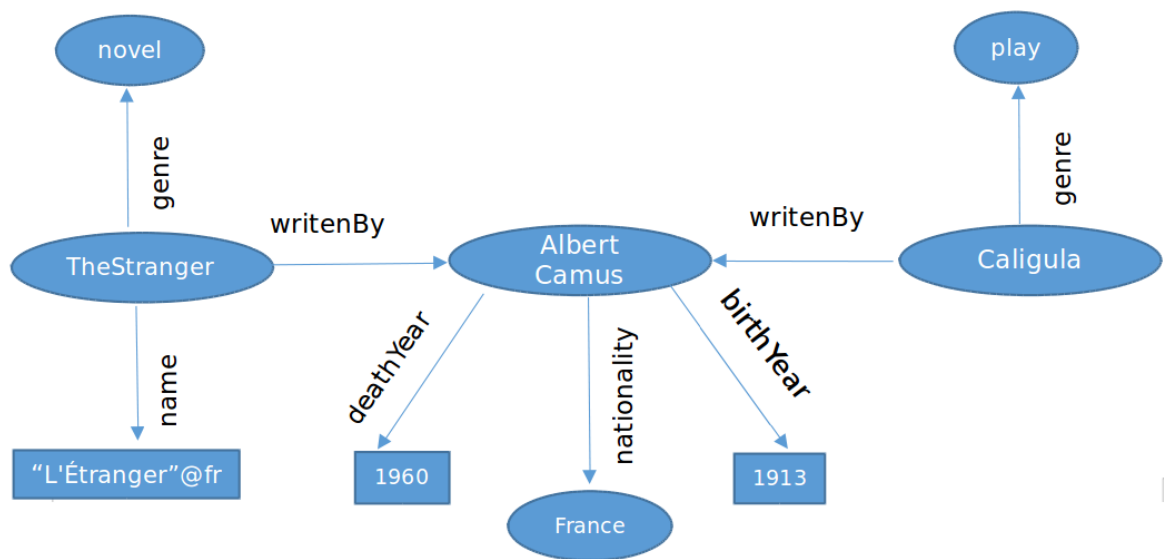 novel
play
genre
genre
writenBy
writenBy
TheStranger
Albert
Camus
Caligula
name
deathYear
nationality
birthYear
“L'Étranger”@fr
1960
France
1913